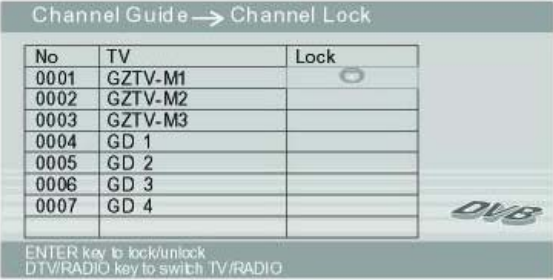 Channel Guide → Channel Lock
No TV Lock
0001 GZTV-M1
0002 GZTV-M2
0003 GZTV-M3
0004 GD 1
0005 GD 2
0006 GD 3
0007 GD 4
DVB
ENTER key to lock/unlock
DTV/RADIO key to switch TV/RADIO